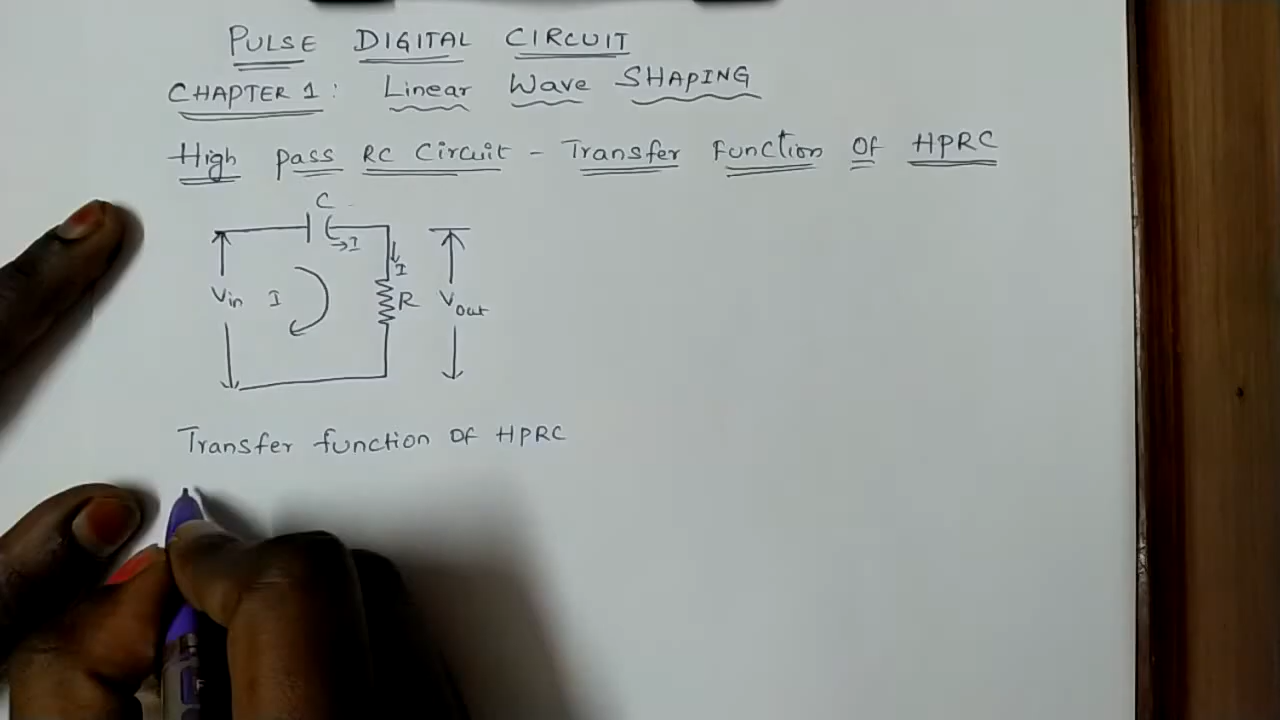 PULSE DIGITAL CIRCUIT
CHAPTER 1: Linear Wave SHAPING
High pass RC Circuit - Transfer Function Of HPRC
C
I
I
Vin I R Vout
Transfer function Of HPRC